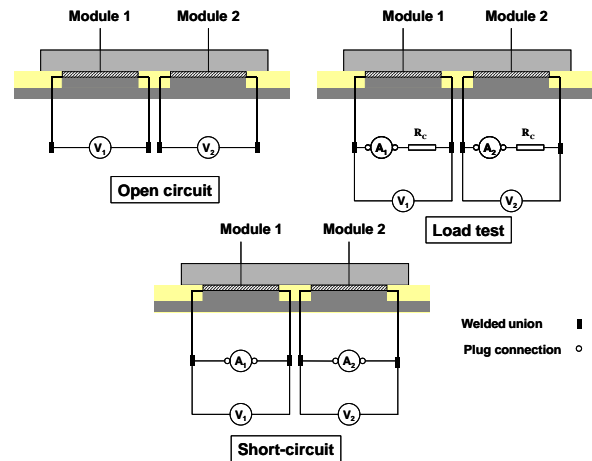 Module 1 Module 2
Module 1 Module 2
V1 V2
Open circuit
A1 RC A2 RC
V1 V2
Load test
Module 1 Module 2
A1 A2
V1 V2
Short-circuit
Welded union
Plug connection